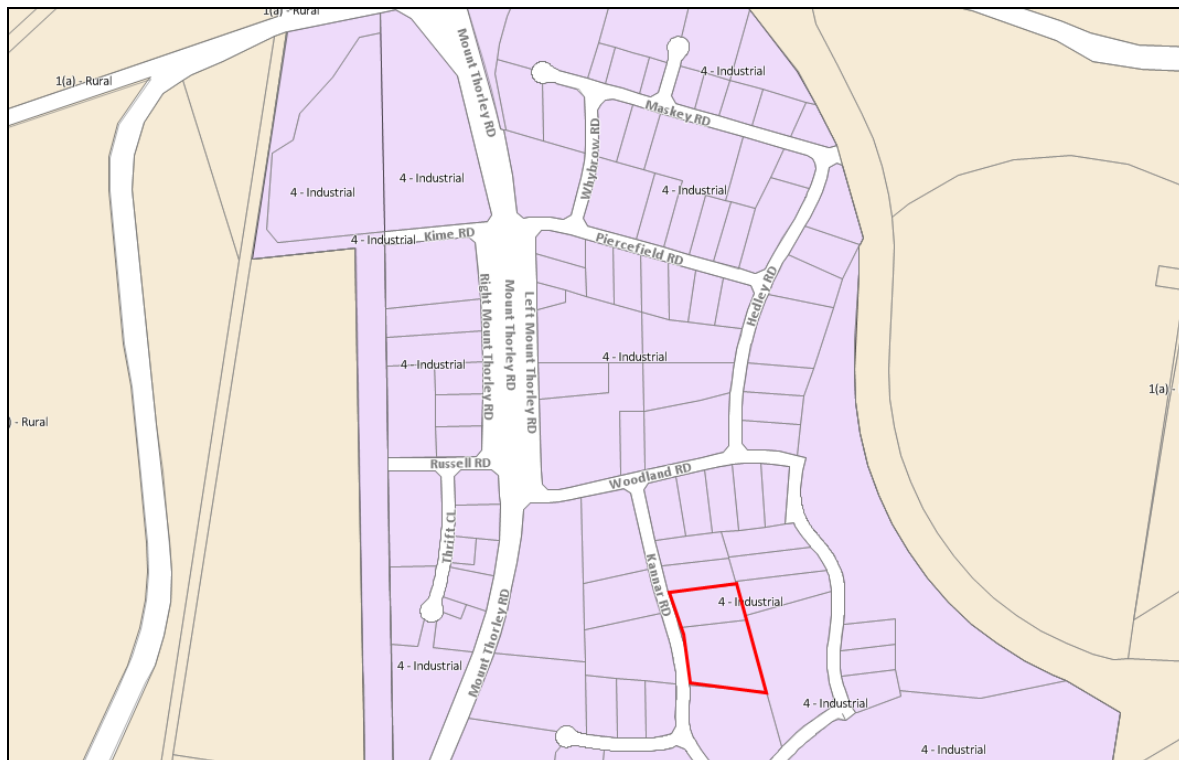 1(a) - Rural
1(a) - Rural
Mount Thorley RD
4 - Industrial
Maskey RD
Whybrow RD
4 - Industrial
4 - Industrial
4 - Industrial
4 - Industrial
Kime RD
Piercefield RD
Hedley RD
Right Mount Thorley RD
Mount Thorley RD
Left Mount Thorley RD
4 - Industrial
4 - Industrial
1(a) -
) - Rural
Russell RD
Woodland RD
Thrift CL
Kannar RD
4 - Industrial
Mount Thorley RD
4 - Industrial
4 - Industrial
4 - Industrial